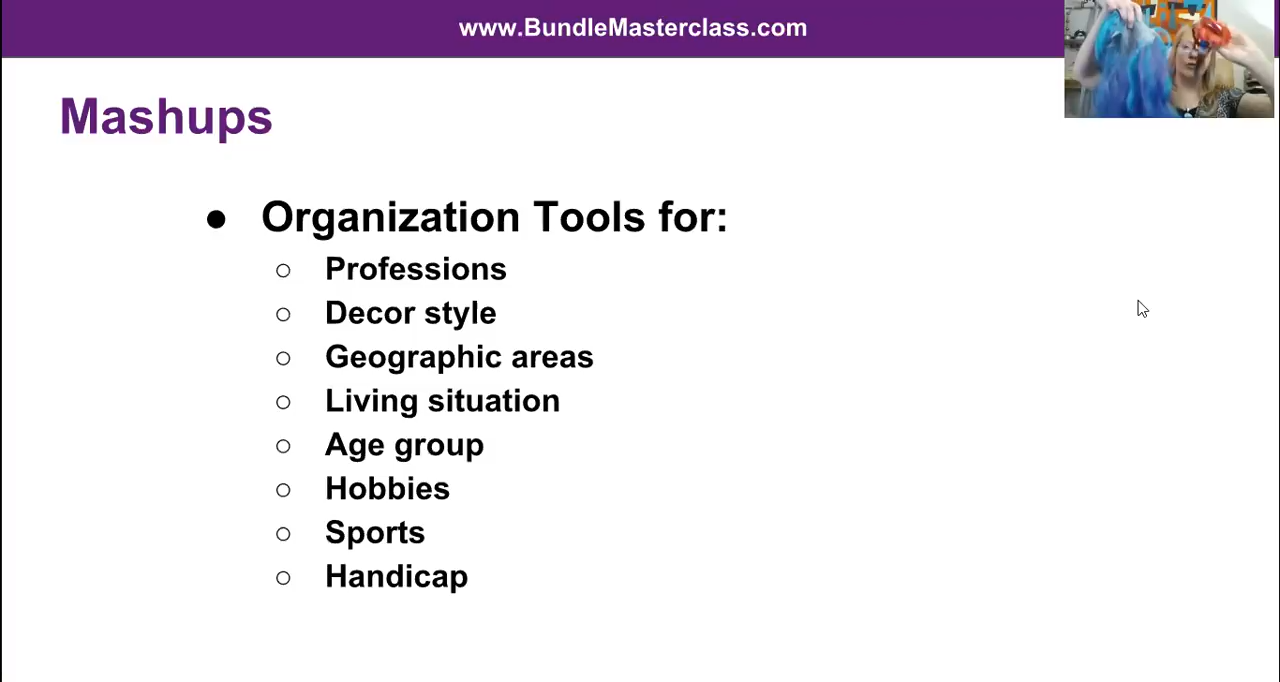 www.BundleMasterclass.com
Mashups
● Organization Tools for:
○ Professions
○ Decor style
○ Geographic areas
○ Living situation
○ Age group
○ Hobbies
○ Sports
○ Handicap